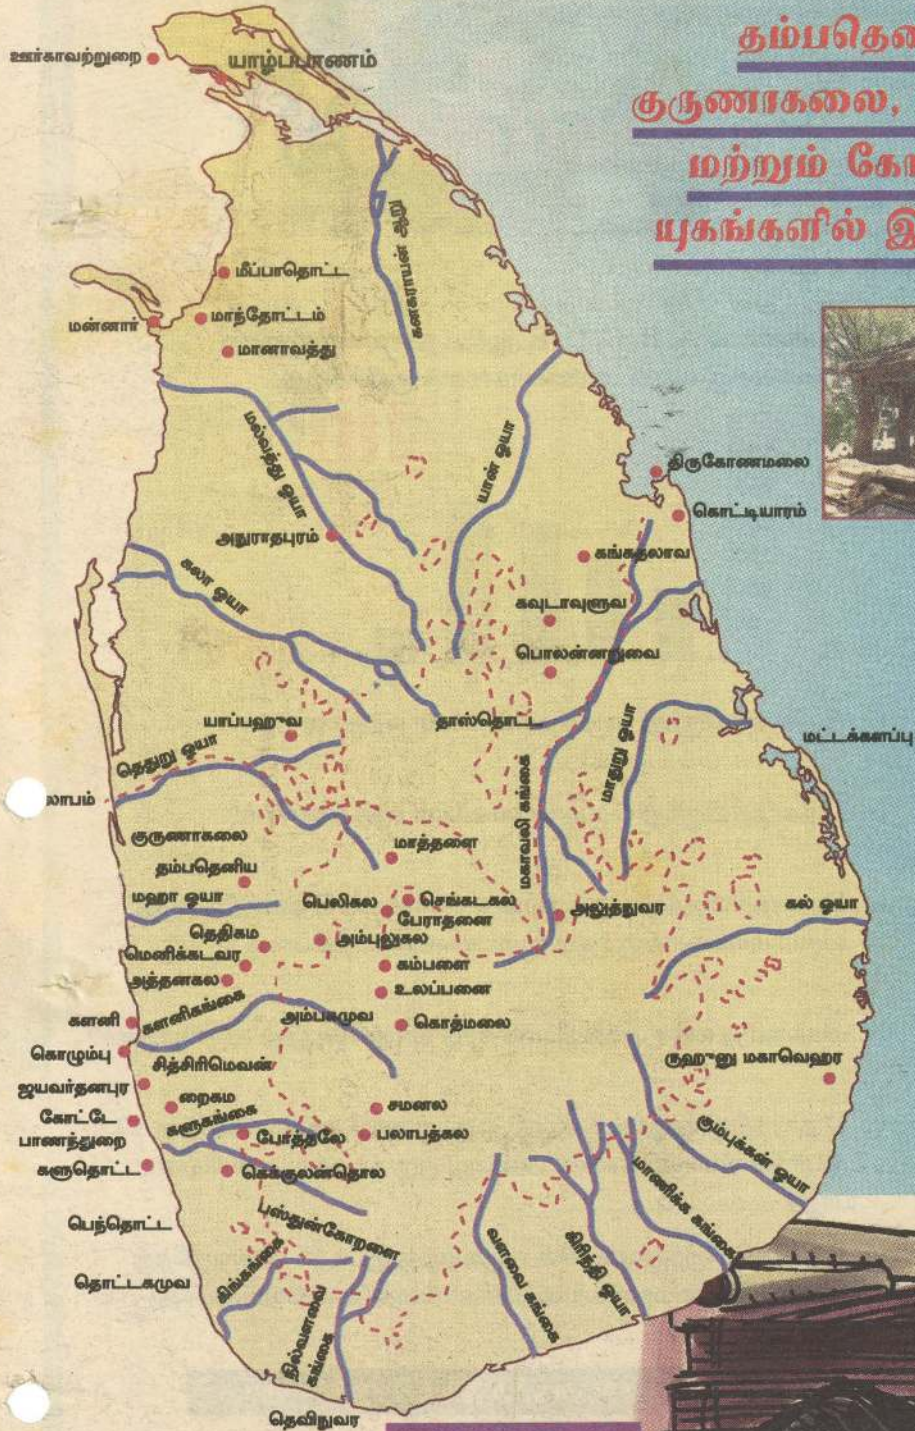 தம்பதெனி
குருணாகலை,
மற்றும் கோ
யுகங்களில் இ
ஊர்காவற்றுறை
யாழ்ப்பாணம்
கனகராயன் ஆறு
மீப்பாதொட்ட
மன்னார்
மாந்தோட்டம்
மானாவத்து
மல்வத்து ஓயா
யான் ஓயா
திருகோணமலை
கொட்டியாரம்
அநுராதபுரம்
கங்கதலாவ
கலா ஓயா
கவுடாவுளுவ
பொலன்னறுவை
யாப்பஹுவ
தாஸ்தொட்ட
மாதுறு ஓயா
மட்டக்களப்பு
தெதுறு ஓயா
லாபம்
மகாவலி கங்கை
குருணாகலை
மாத்தளை
தம்பதெனிய
மஹா ஓயா
பெலிகல
செங்கடகல
பேராதனை
அலுத்நுவர
கல் ஓயா
தெதிகம
அம்புலுகல
மெனிக்கடவர
கம்பளை
அத்தனகல
உலப்பனை
களனி
களனிகங்கை
அம்பகமுவ
கொத்மலை
கொழும்பு
சித்சிரிமெவன்
ருஹுனு மகாவெஹர
ஜயவர்தனபுர
றைகம
சமனல
கோட்டே
களுகங்கை
போத்தலே
பலாபத்கல
பாணந்துறை
களுதொட்ட
கெக்குலன்தொல
கும்புக்கன் ஓயா
மாணிக்க கங்கை
பெந்தொட்ட
புஸ்துன்கோறளை
கிங்கங்கை
வளவை கங்கை
கிரிந்தி ஓயா
தொட்டகமுவ
நில்வளவை
கங்கை
தெவிநுவர